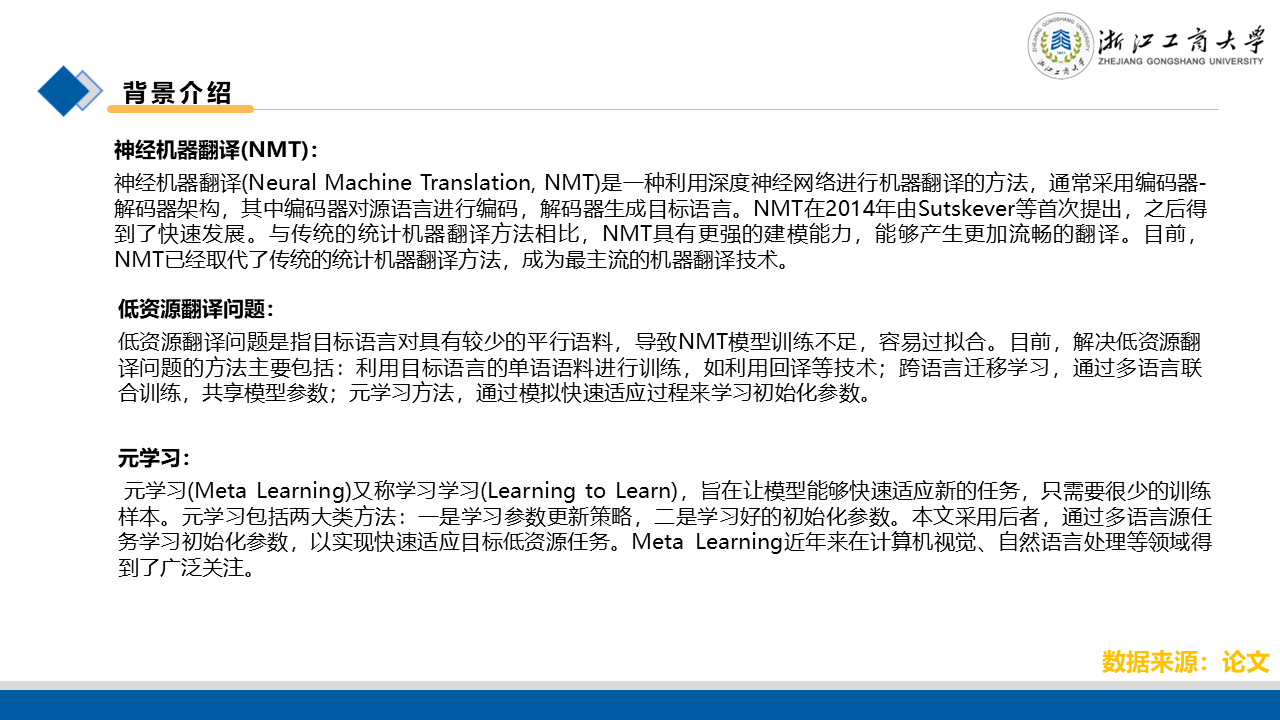 浙江工商大学
ZHEJIANG GONGSHANG UNIVERSITY
背景介绍
神经机器翻译(NMT)：
神经机器翻译(Neural Machine Translation, NMT)是一种利用深度神经网络进行机器翻译的方法，通常采用编码器-
解码器架构，其中编码器对源语言进行编码，解码器生成目标语言。NMT在2014年由Sutskever等首次提出，之后得
到了快速发展。与传统的统计机器翻译方法相比，NMT具有更强的建模能力，能够产生更加流畅的翻译。目前，
NMT已经取代了传统的统计机器翻译方法，成为最主流的机器翻译技术。
低资源翻译问题：
低资源翻译问题是指目标语言对具有较少的平行语料，导致NMT模型训练不足，容易过拟合。目前，解决低资源翻
译问题的方法主要包括：利用目标语言的单语语料进行训练，如利用回译等技术；跨语言迁移学习，通过多语言联
合训练，共享模型参数；元学习方法，通过模拟快速适应过程来学习初始化参数。
元学习：
元学习(Meta Learning)又称学习学习(Learning to Learn)，旨在让模型能够快速适应新的任务，只需要很少的训练
样本。元学习包括两大类方法：一是学习参数更新策略，二是学习好的初始化参数。本文采用后者，通过多语言源任
务学习初始化参数，以实现快速适应目标低资源任务。Meta Learning近年来在计算机视觉、自然语言处理等领域得
到了广泛关注。
数据来源：论文